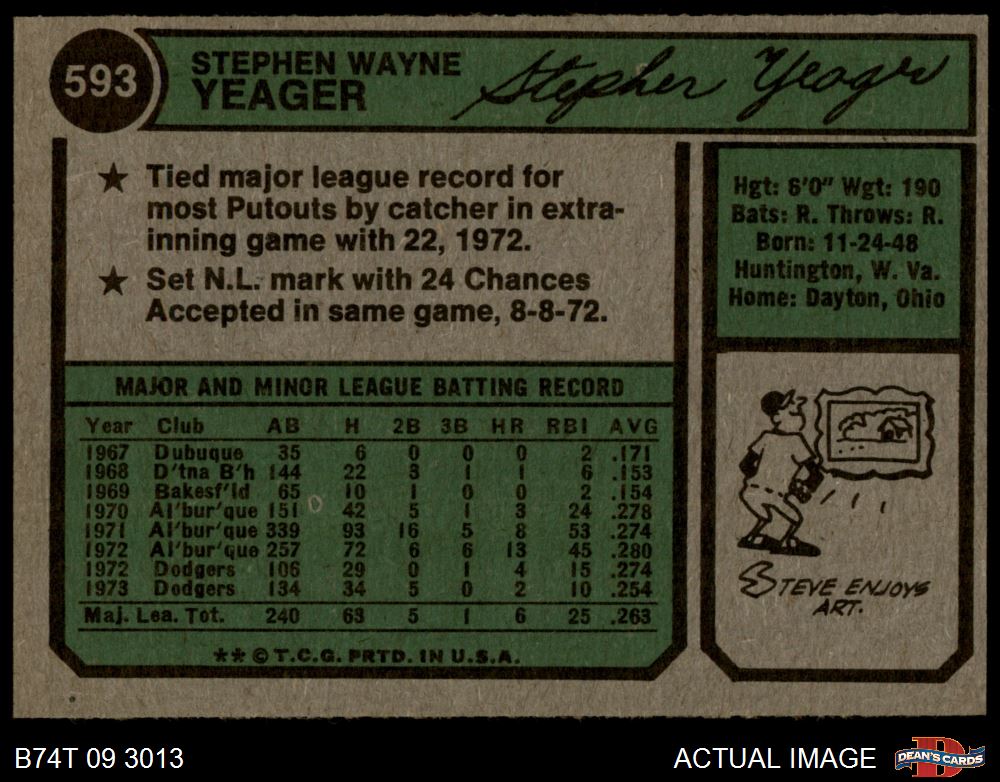 593
STEPHEN WAYNE
YEAGER
Stephen Yeager
★ Tied major league record for
most Putouts by catcher in extra-
inning game with 22, 1972.
★ Set N.L. mark with 24 Chances
Accepted in same game, 8-8-72.
Hgt: 6'0" Wgt: 190
Bats: R. Throws: R.
Born: 11-24-48
Huntington, W. Va.
Home: Dayton, Ohio
MAJOR AND MINOR LEAGUE BATTING RECORD
Year Club AB H 2B 3B HR RBI AVG
1967 Dubuque 35 6 0 0 0 2 .171
1968 D'tna B'h 144 22 3 1 1 6 .153
1969 Bakesf'ld 65 10 1 0 0 2 .154
1970 Al'bur'que 151 42 5 1 3 24 .278
1971 Al'bur'que 339 93 16 5 8 53 .274
1972 Al'bur'que 257 72 6 6 13 45 .280
1972 Dodgers 106 29 0 1 4 15 .274
1973 Dodgers 134 34 5 0 2 10 .254
Maj. Lea. Tot. 240 63 5 1 6 25 .263
** © T.C.G. PRTD. IN U.S.A.
STEVE ENJOYS
ART.
B74T 09 3013
ACTUAL IMAGE
D
DEAN'S CARDS